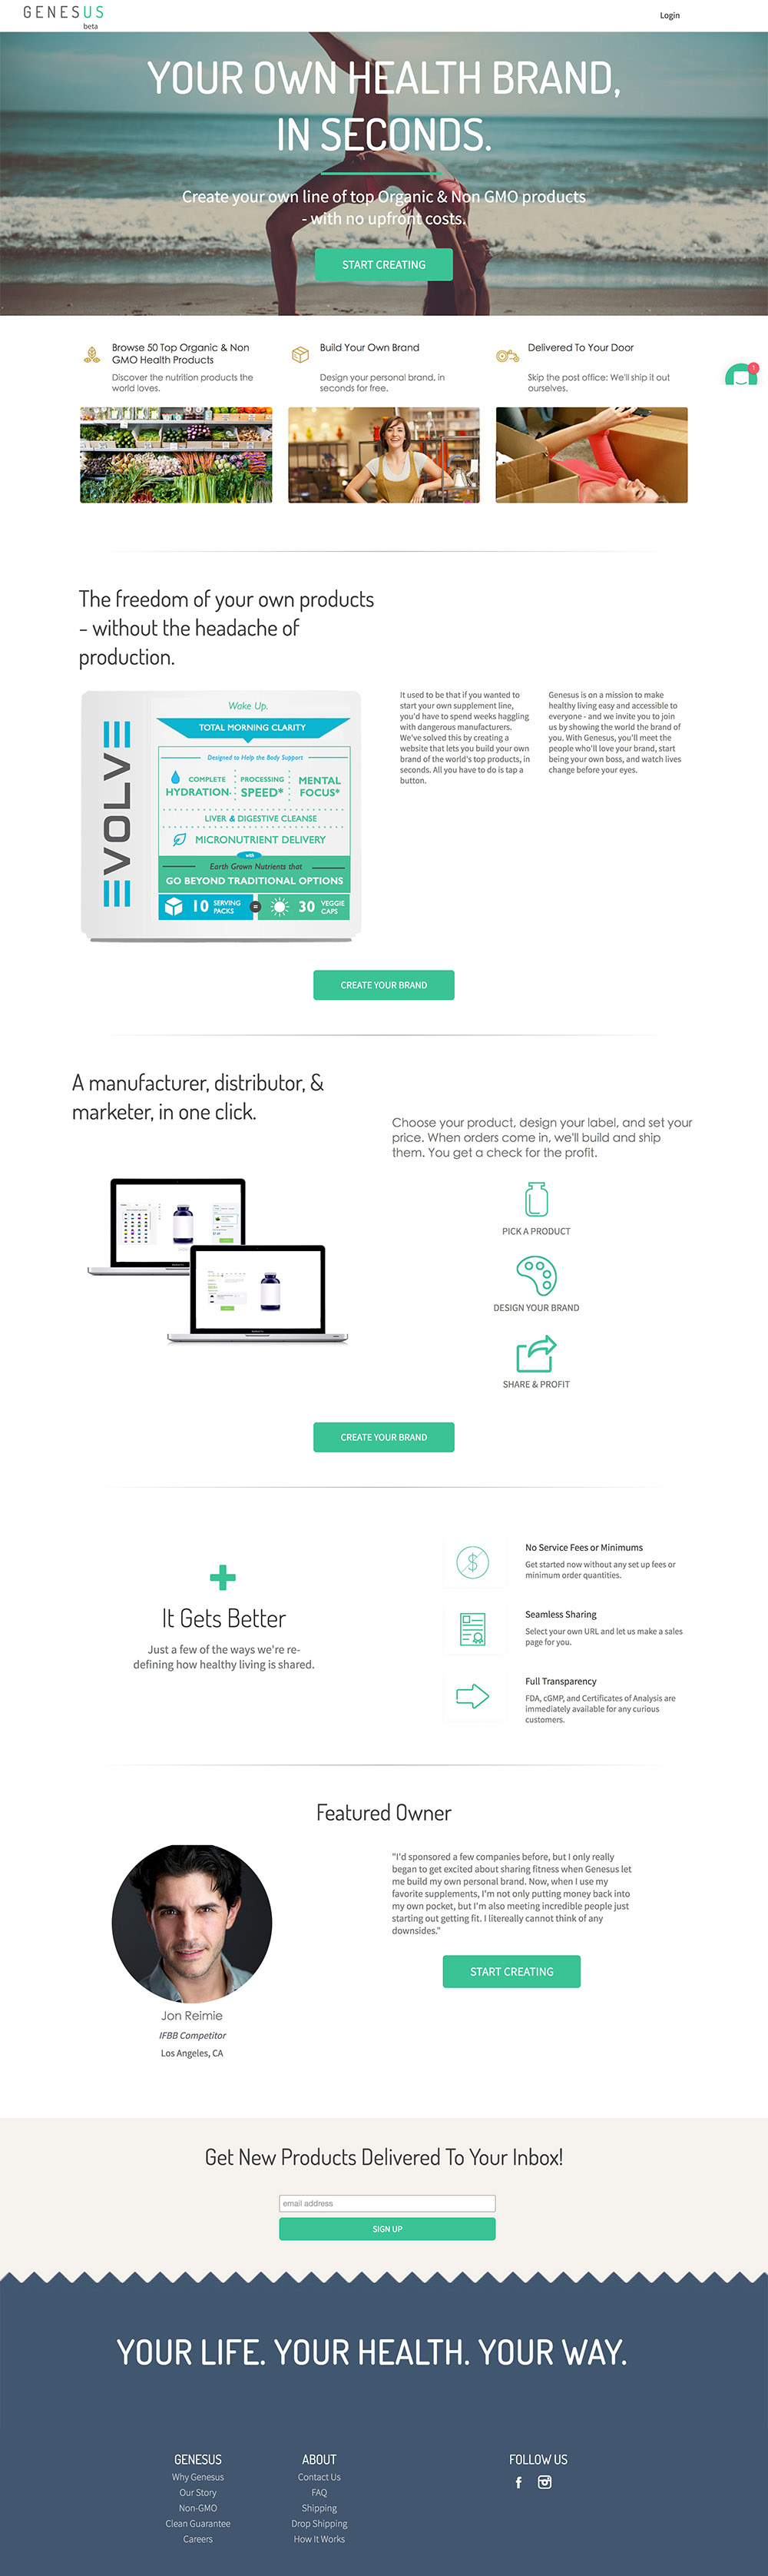 GENESUS
beta
Login
YOUR OWN HEALTH BRAND,
IN SECONDS.
Create your own line of top Organic & Non GMO products
- with no upfront costs.
START CREATING
Browse 50 Top Organic & Non
GMO Health Products
Discover the nutrition products the
world loves.
Build Your Own Brand
Design your personal brand, in
seconds for free.
Delivered To Your Door
Skip the post office: We'll ship it out
ourselves.
1
The freedom of your own products
- without the headache of
production.
EVOLVE
Wake Up.
TOTAL MORNING CLARITY
Designed to Help the Body Support
COMPLETE
HYDRATION
PROCESSING
SPEED*
MENTAL
FOCUS*
LIVER & DIGESTIVE CLEANSE
MICRONUTRIENT DELIVERY
with
Earth Grown Nutrients that
GO BEYOND TRADITIONAL OPTIONS
10 SERVING
PACKS
=
30 VEGGIE
CAPS
It used to be that if you wanted to
start your own supplement line,
you'd have to spend weeks haggling
with dangerous manufacturers.
We've solved this by creating a
website that lets you build your own
brand of the world's top products, in
seconds. All you have to do is tap a
button.
Genesus is on a mission to make
healthy living easy and accessible to
everyone - and we invite you to join
us by showing the world the brand of
you. With Genesus, you'll meet the
people who'll love your brand, start
being your own boss, and watch lives
change before your eyes.
CREATE YOUR BRAND
A manufacturer, distributor, &
marketer, in one click.
Choose your product, design your label, and set your
price. When orders come in, we'll build and ship
them. You get a check for the profit.
PICK A PRODUCT
DESIGN YOUR BRAND
SHARE & PROFIT
CREATE YOUR BRAND
It Gets Better
Just a few of the ways we're re-
defining how healthy living is shared.
No Service Fees or Minimums
Get started now without any set up fees or
minimum order quantities.
Seamless Sharing
Select your own URL and let us make a sales
page for you.
Full Transparency
FDA, cGMP, and Certificates of Analysis are
immediately available for any curious
customers.
Featured Owner
Jon Reimie
IFBB Competitor
Los Angeles, CA
"I'd sponsored a few companies before, but I only really
began to get excited about sharing fitness when Genesus let
me build my own personal brand. Now, when I use my
favorite supplements, I'm not only putting money back into
my own pocket, but I'm also meeting incredible people just
starting out getting fit. I litereally cannot think of any
downsides."
START CREATING
Get New Products Delivered To Your Inbox!
email address
SIGN UP
YOUR LIFE. YOUR HEALTH. YOUR WAY.
GENESUS
Why Genesus
Our Story
Non-GMO
Clean Guarantee
Careers
ABOUT
Contact Us
FAQ
Shipping
Drop Shipping
How It Works
FOLLOW US